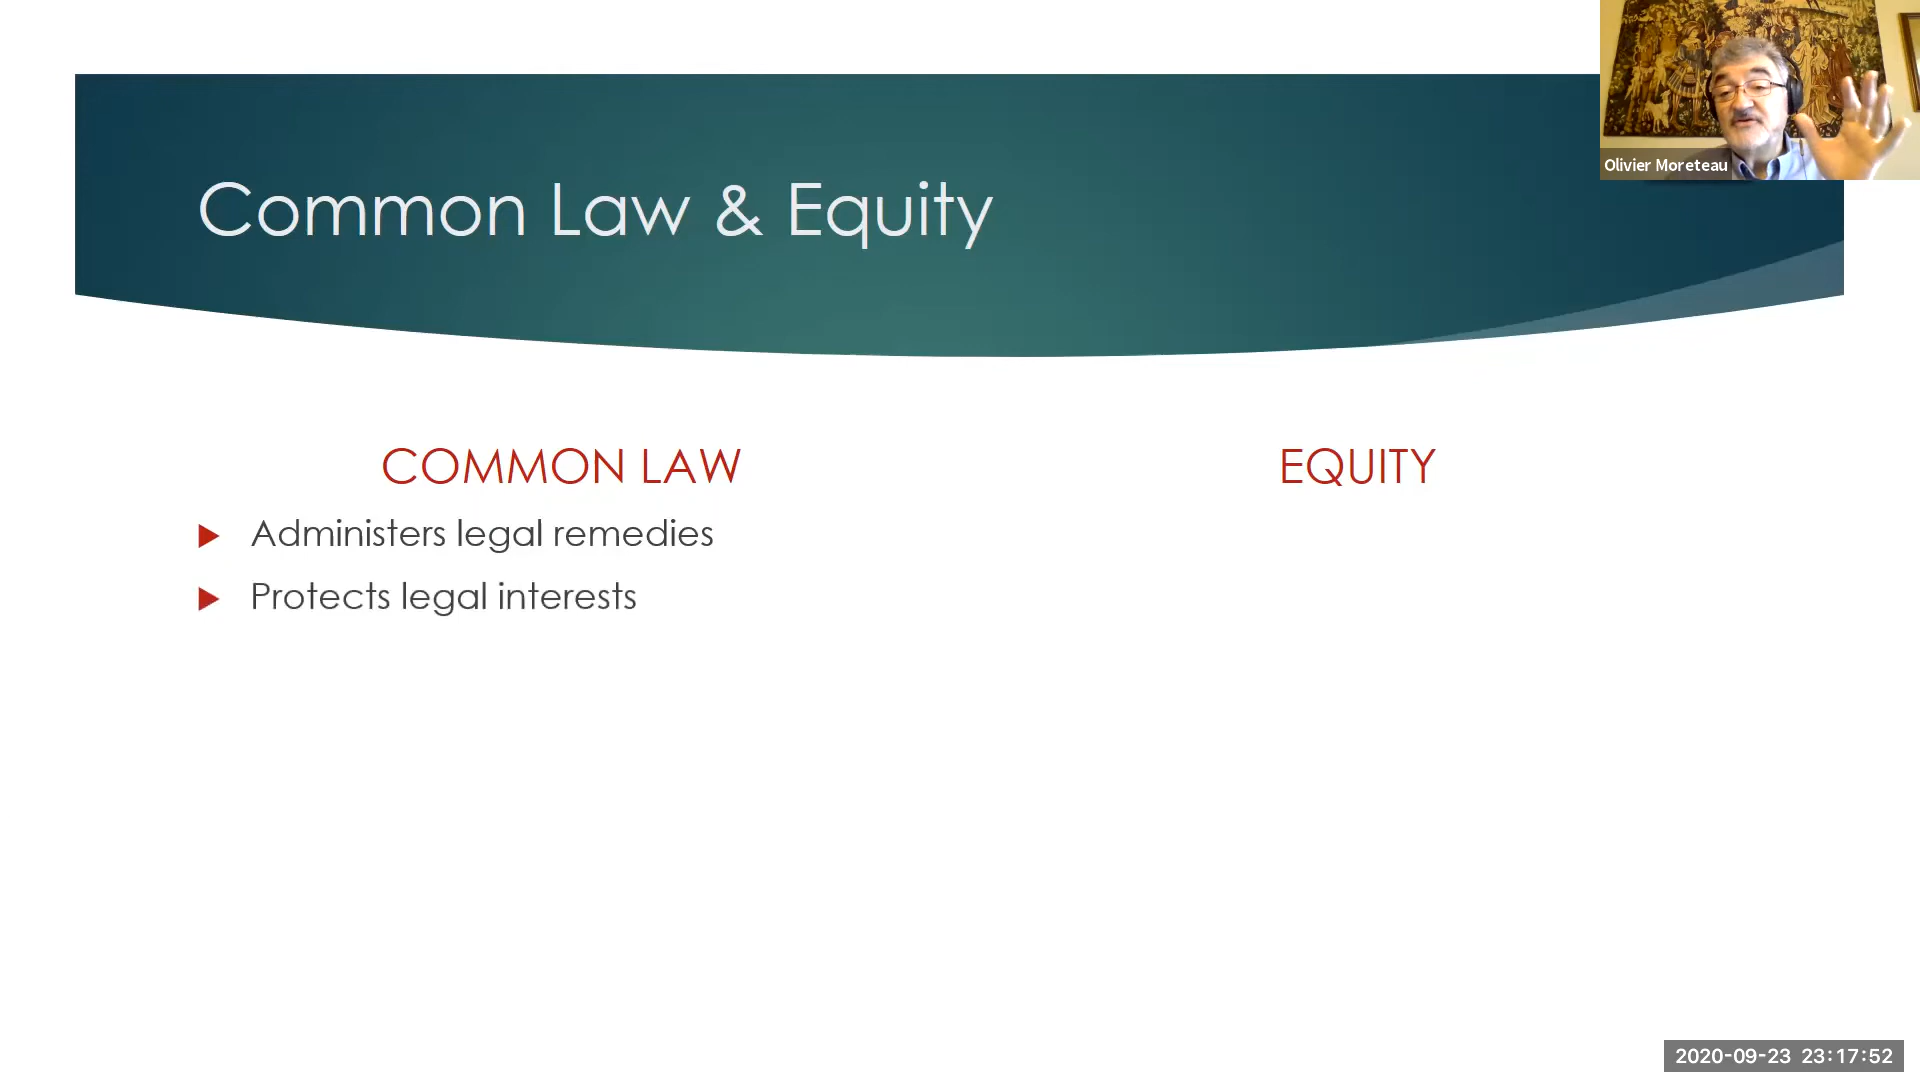 Olivier Moreteau
Common Law & Equity
COMMON LAW
Administers legal remedies
Protects legal interests
EQUITY
2020-09-23 23:17:52